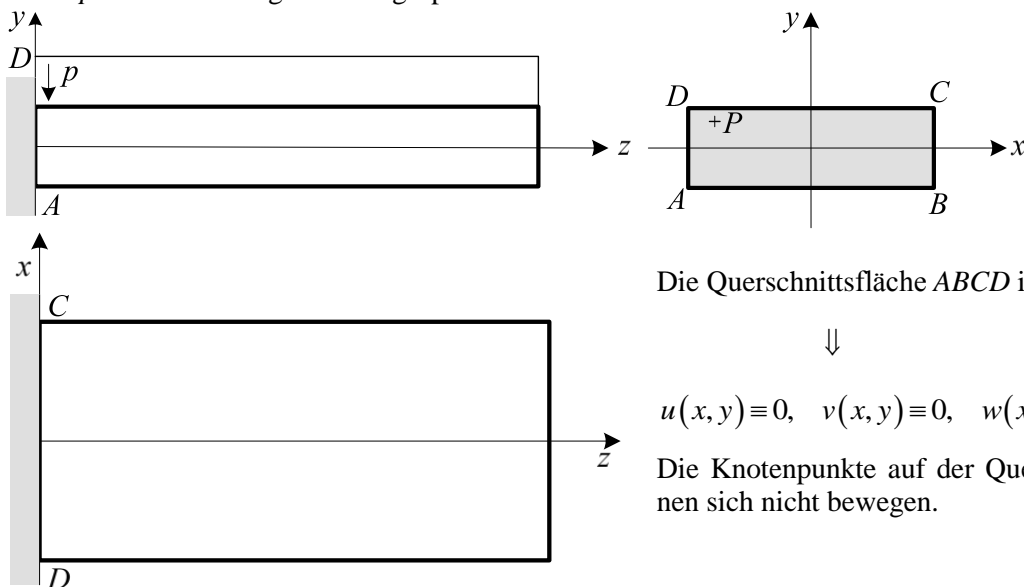 y
D
p
z
A
y
D
C
+P
x
A
B
x
C
z
D
Die Querschnittsfläche ABCD i
⇓
u(x, y) ≡ 0, v(x, y) ≡ 0, w(x
Die Knotenpunkte auf der Que
nen sich nicht bewegen.